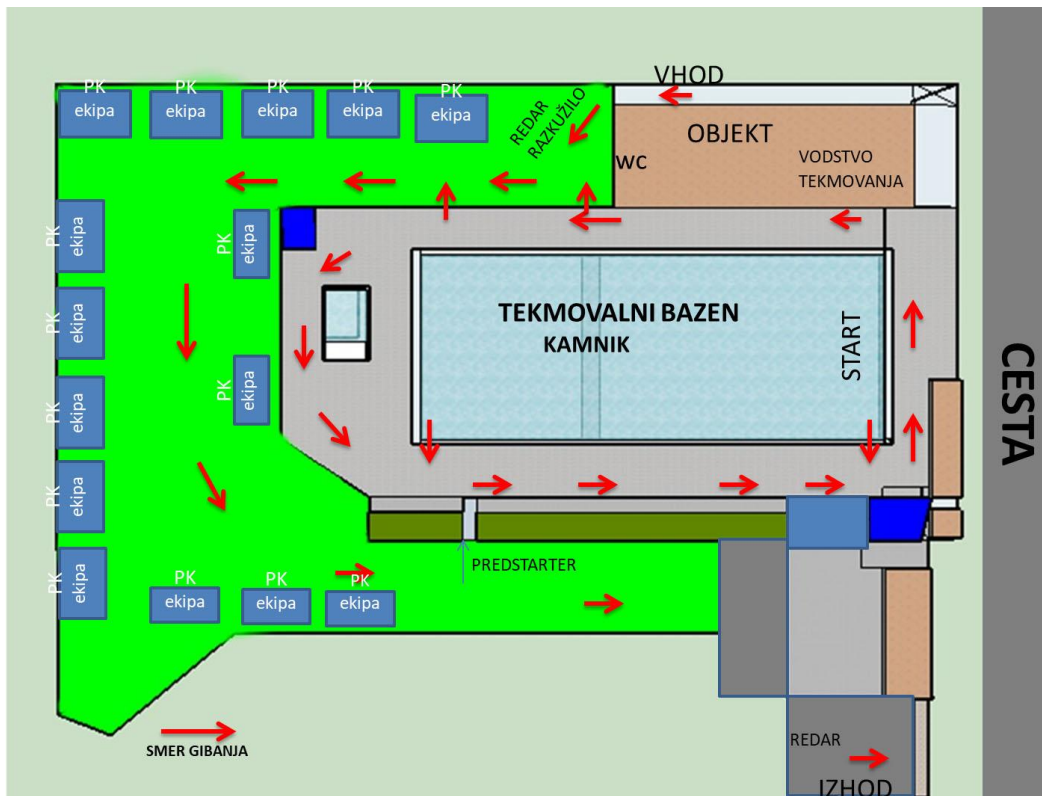 PK
ekipa
PK
ekipa
PK
ekipa
PK
ekipa
PK
ekipa
REDAR
RAZKUŽILO
VHOD
OBJEKT
WC
VODSTVO
TEKMOVANJA
PK
ekipa
PK
ekipa
PK
ekipa
PK
ekipa
PK
ekipa
PK
ekipa
PK
ekipa
TEKMOVALNI BAZEN
KAMNIK
START
CESTA
PREDSTARTER
PK
ekipa
PK
ekipa
PK
ekipa
SMER GIBANJA
REDAR
IZHOD